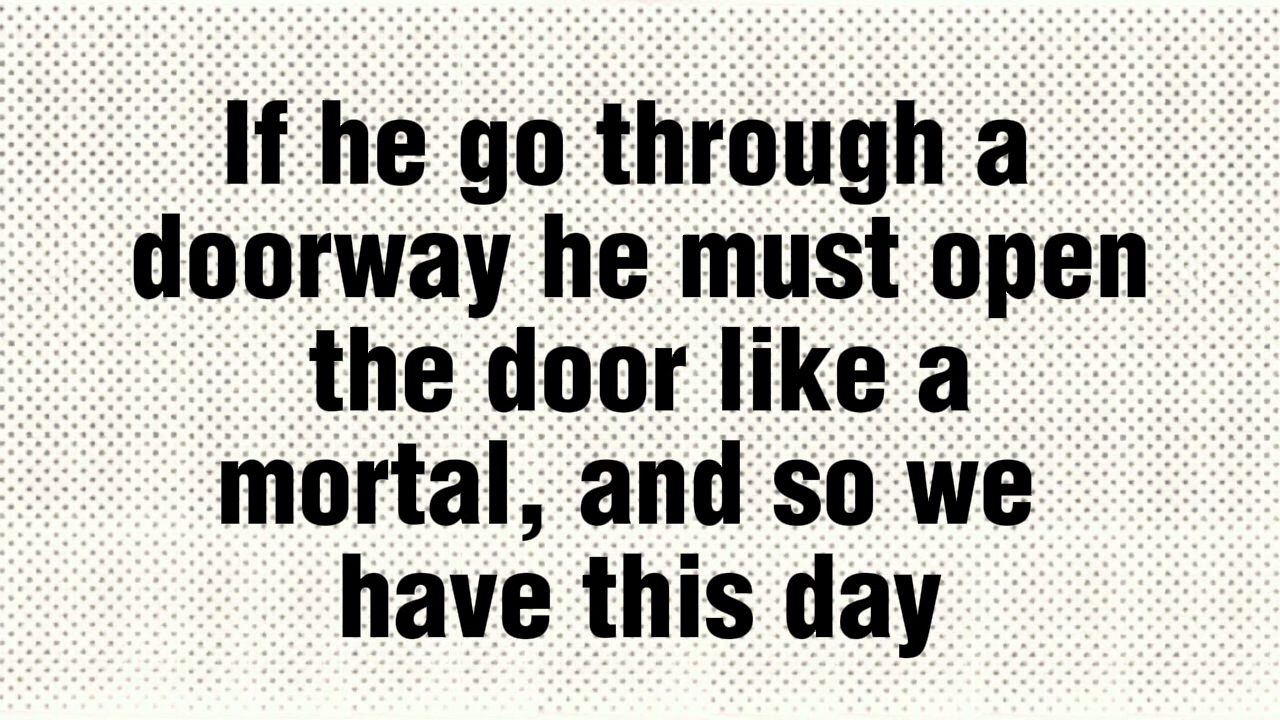 If he go through a
doorway he must open
the door like a
mortal, and so we
have this day